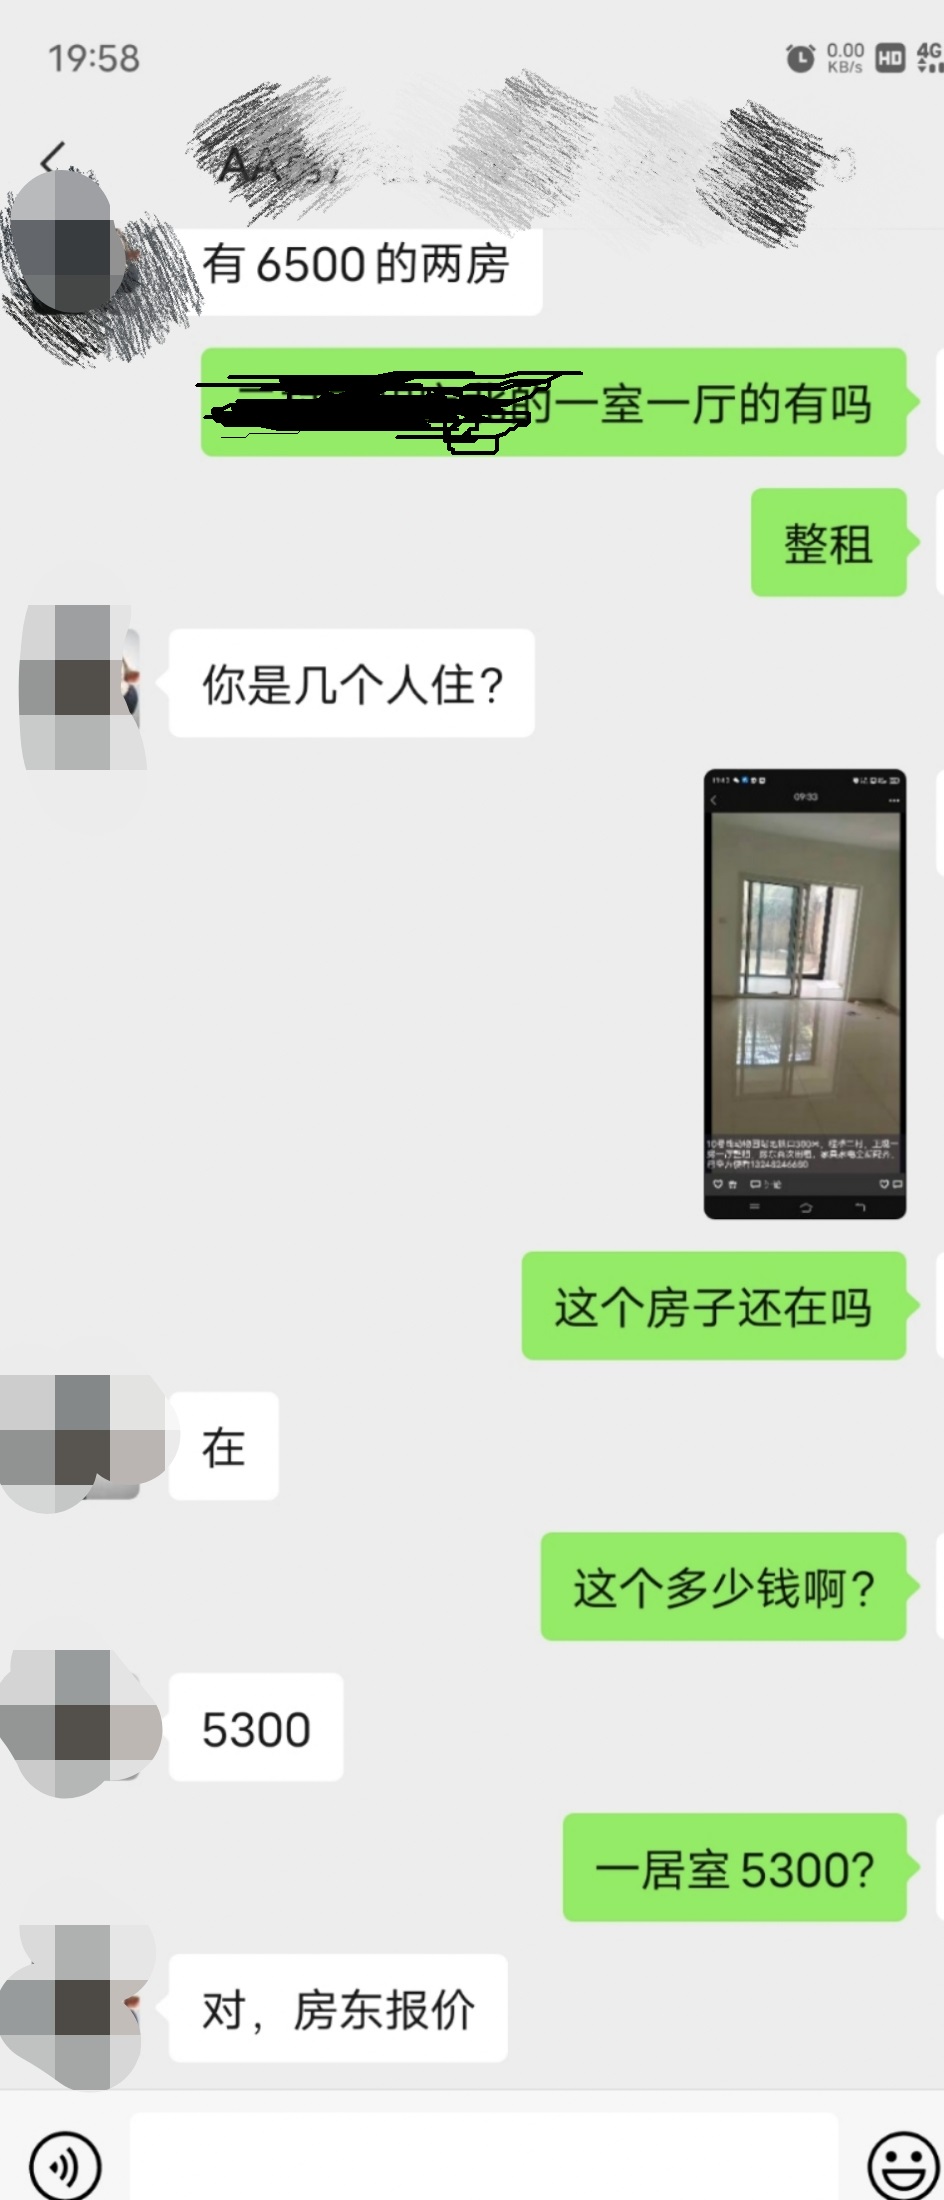 19:58
0.00
KB/s
HD
4G
有6500的两房
的一室一厅的有吗
整租
你是几个人住?
09:33
这个房子还在吗
在
这个多少钱啊?
5300
一居室5300?
对，房东报价